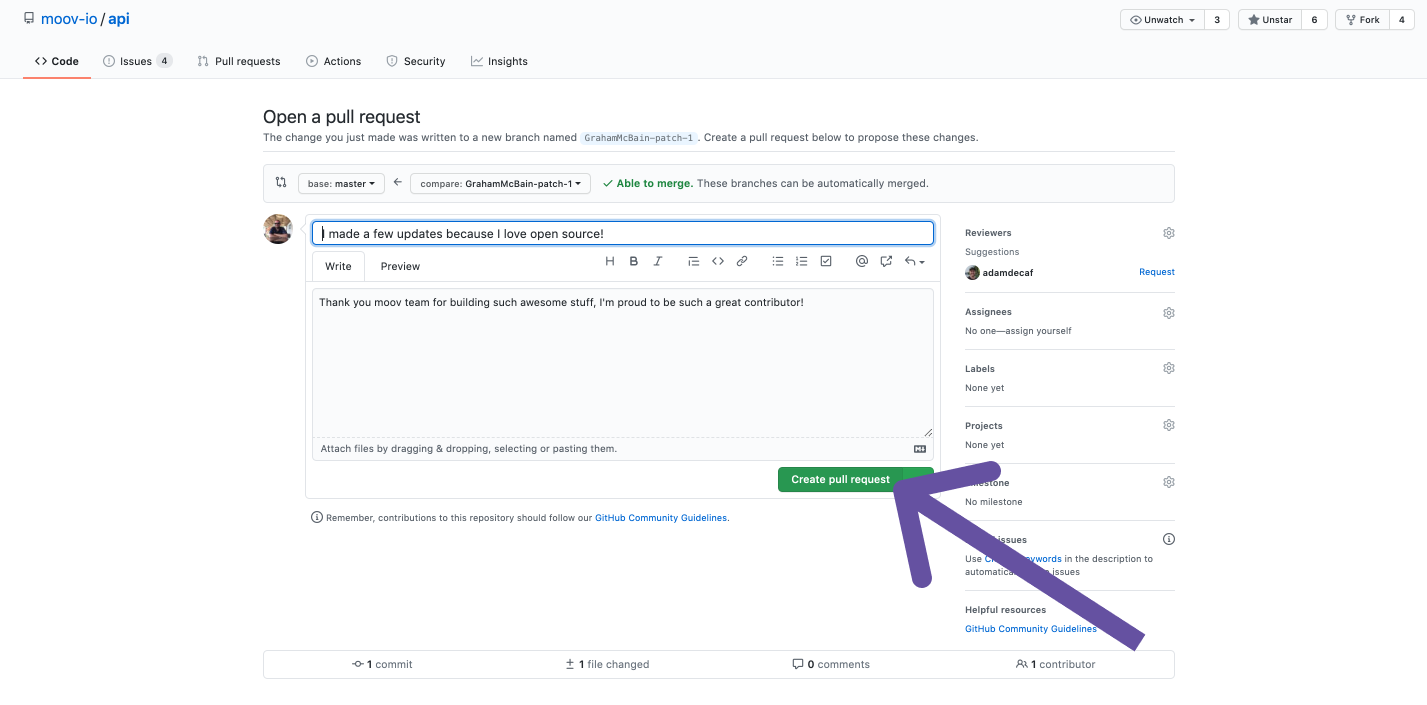 moov-io / api
Unwatch 3 Unstar 6 Fork 4
Code Issues 4 Pull requests Actions Security Insights
Open a pull request
The change you just made was written to a new branch named GrahamMcBain-patch-1. Create a pull request below to propose these changes.
base: master compare: GrahamMcBain-patch-1 Able to merge. These branches can be automatically merged.
I made a few updates because I love open source!
Write Preview
Thank you moov team for building such awesome stuff, I'm proud to be such a great contributor!
Attach files by dragging & dropping, selecting or pasting them.
Create pull request
Remember, contributions to this repository should follow our GitHub Community Guidelines.
Reviewers
Suggestions
adamdecaf Request
Assignees
No one—assign yourself
Labels
None yet
Projects
None yet
No milestone
issues
Use in the description to
issues
Helpful resources
GitHub Community Guidelines
1 commit 1 file changed 0 comments 1 contributor